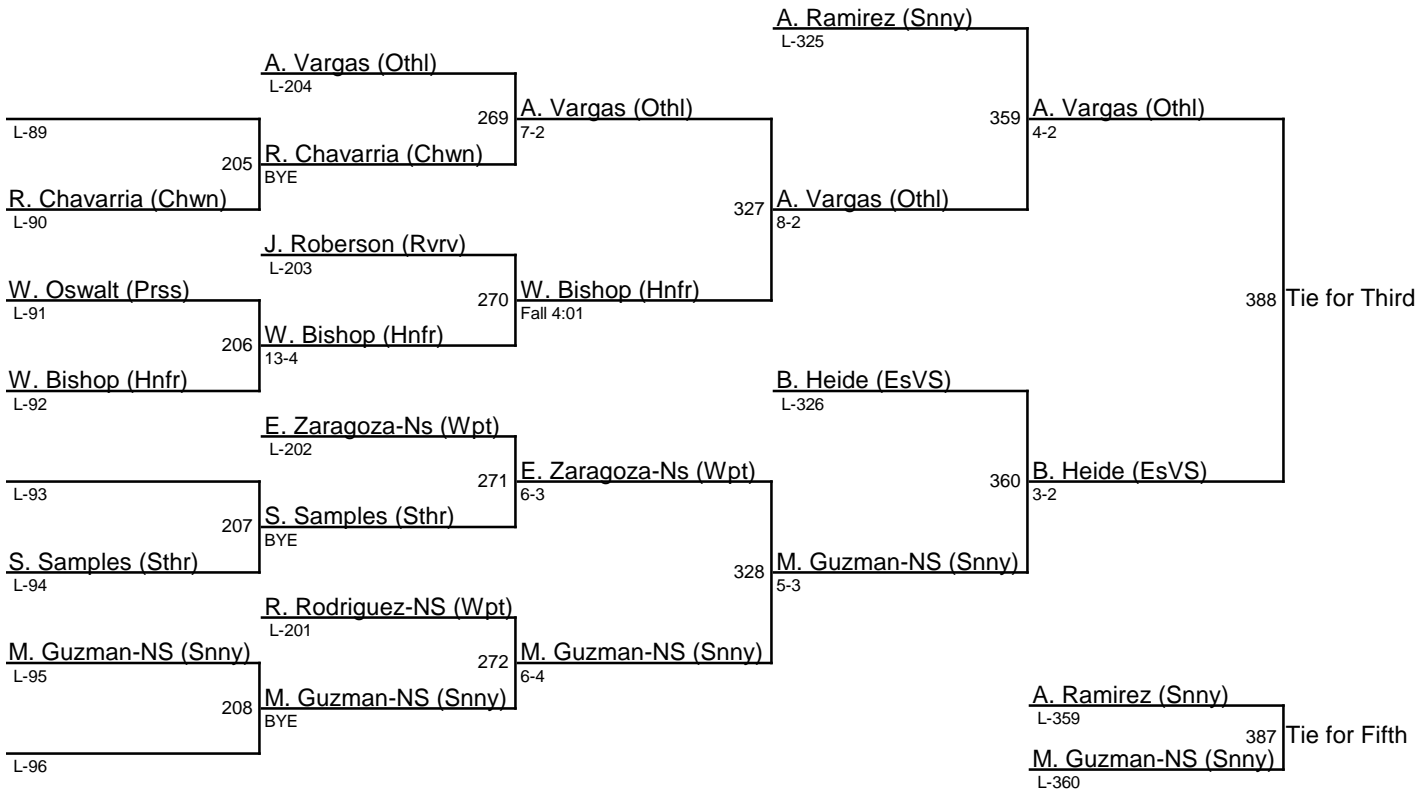 A. Ramirez (Snny)
L-325
A. Vargas (Othl)
L-204
269
A. Vargas (Othl)
7-2
359
A. Vargas (Othl)
4-2
L-89
205
R. Chavarria (Chwn)
BYE
R. Chavarria (Chwn)
L-90
327
A. Vargas (Othl)
8-2
J. Roberson (Rvrv)
L-203
W. Oswalt (Prss)
L-91
270
W. Bishop (Hnfr)
Fall 4:01
388
Tie for Third
206
W. Bishop (Hnfr)
13-4
W. Bishop (Hnfr)
L-92
B. Heide (EsVS)
L-326
E. Zaragoza-Ns (Wpt)
L-202
L-93
271
E. Zaragoza-Ns (Wpt)
6-3
360
B. Heide (EsVS)
3-2
207
S. Samples (Sthr)
BYE
S. Samples (Sthr)
L-94
328
M. Guzman-NS (Snny)
5-3
R. Rodriguez-NS (Wpt)
L-201
M. Guzman-NS (Snny)
L-95
272
M. Guzman-NS (Snny)
6-4
208
M. Guzman-NS (Snny)
BYE
L-96
A. Ramirez (Snny)
L-359
387
Tie for Fifth
M. Guzman-NS (Snny)
L-360